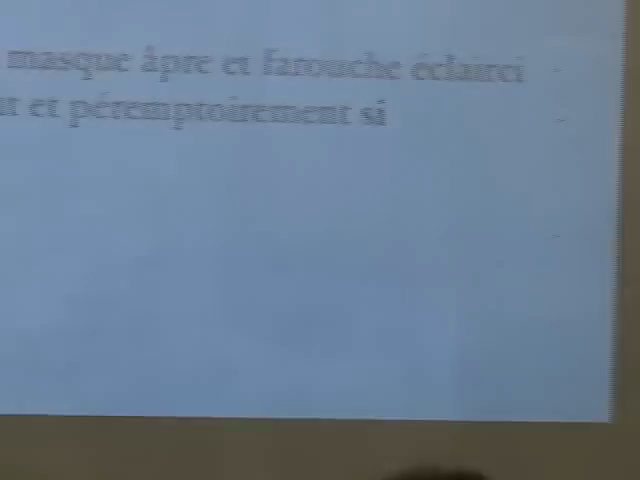 masque âpre et farouche éclairci
et péremptoirement si